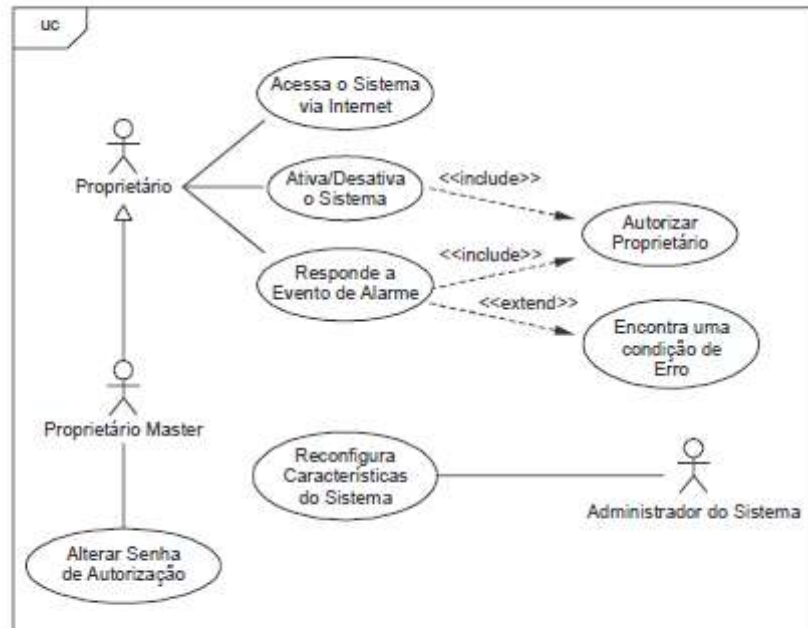 uc
Acessa o Sistema
via Internet
Proprietário
Ativa/Desativa
o Sistema
<<include>>
Autorizar
Proprietário
Responde a
Evento de Alarme
<<include>>
<<extend>>
Encontra uma
condição de
Erro
Proprietário Master
Reconfigura
Características
do Sistema
Administrador do Sistema
Alterar Senha
de Autorização